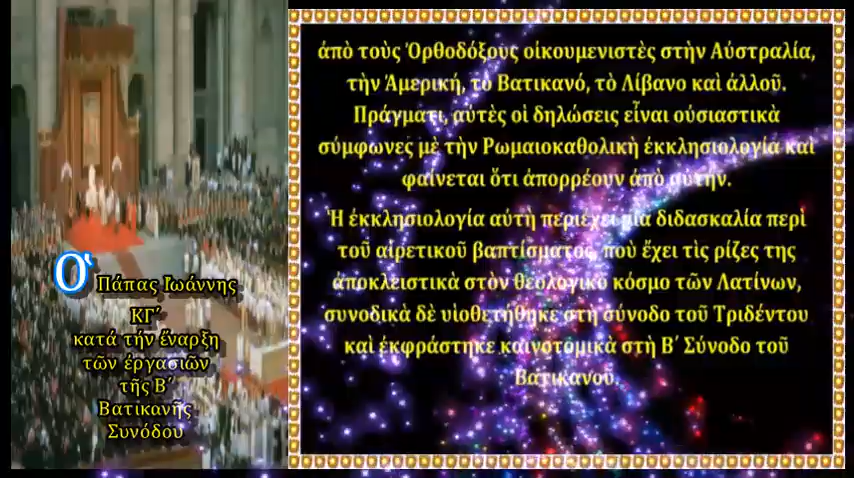 Ὁ Πάπας Ἰωάννης
ΚΓ΄
κατά τήν ἔναρξη
τῶν ἐργασιῶν
τῆς Β΄
Βατικανῆς
Συνόδου
ἀπὸ τοὺς Ὀρθοδόξους οἰκουμενιστὲς στὴν Αὐστραλία,
τὴν Ἀμερική, τὸ Βατικανό, τὸ Λίβανο καὶ ἀλλοῦ.
Πράγματι, αὐτὲς οἱ δηλώσεις εἶναι οὐσιαστικὰ
σύμφωνες μὲ τὴν Ρωμαιοκαθολικὴ ἐκκλησιολογία καὶ
φαίνεται ὅτι ἀπορρέουν ἀπὸ αὐτήν.
Ἡ ἐκκλησιολογία αὐτὴ περιέχει μία διδασκαλία περὶ
τοῦ αἱρετικοῦ βαπτίσματος, ποὺ ἔχει τὶς ρίζες της
ἀποκλειστικὰ στὸν θεολογικὸ κόσμο τῶν Λατίνων,
συνοδικὰ δὲ υἱοθετήθηκε στὴ σύνοδο τοῦ Τριδέντου
καὶ ἐκφράστηκε καινοτομικὰ στὴ Β΄ Σύνοδο τοῦ
Βατικανοῦ.